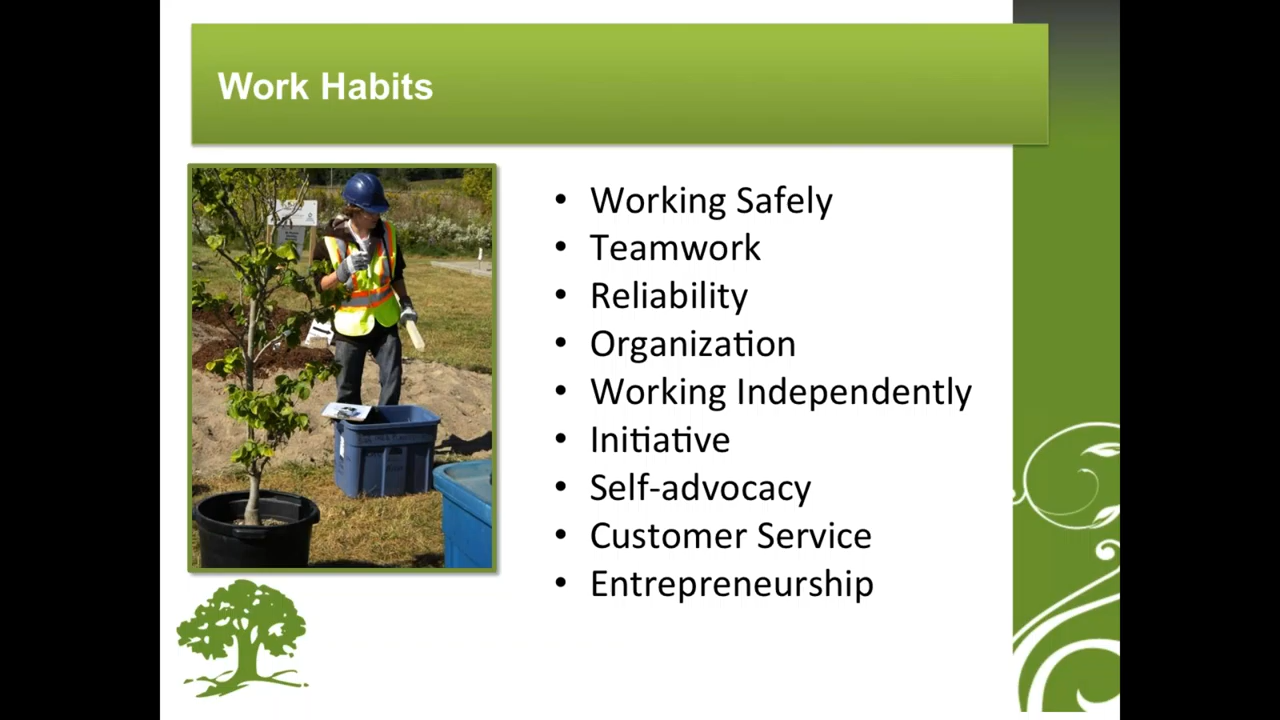 Work Habits
• Working Safely
• Teamwork
• Reliability
• Organization
• Working Independently
• Initiative
• Self-advocacy
• Customer Service
• Entrepreneurship